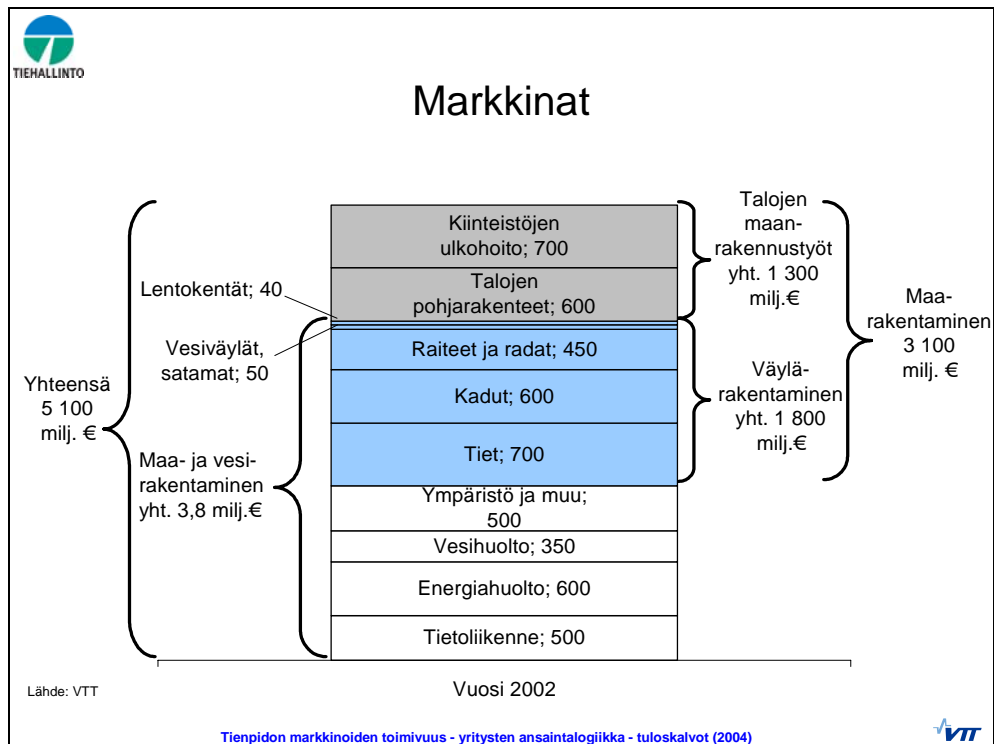 TIEHALLINTO
Markkinat
Kiinteistöjen
ulkohoito; 700
Talojen
pohjarakenteet; 600
Raiteet ja radat; 450
Kadut; 600
Tiet; 700
Ympäristö ja muu;
500
Vesihuolto; 350
Energiahuolto; 600
Tietoliikenne; 500
Lentokentät; 40
Vesiväylät,
satamat; 50
Yhteensä
5 100
milj. €
Maa- ja vesi-
rakentaminen
yht. 3,8 milj.€
Talojen
maan-
rakennustyöt
yht. 1 300
milj.€
Väylä-
rakentaminen
yht. 1 800
milj.€
Maa-
rakentaminen
3 100
milj. €
Vuosi 2002
Lähde: VTT
Tienpidon markkinoiden toimivuus - yritysten ansaintalogiikka - tuloskalvot (2004)
VTT